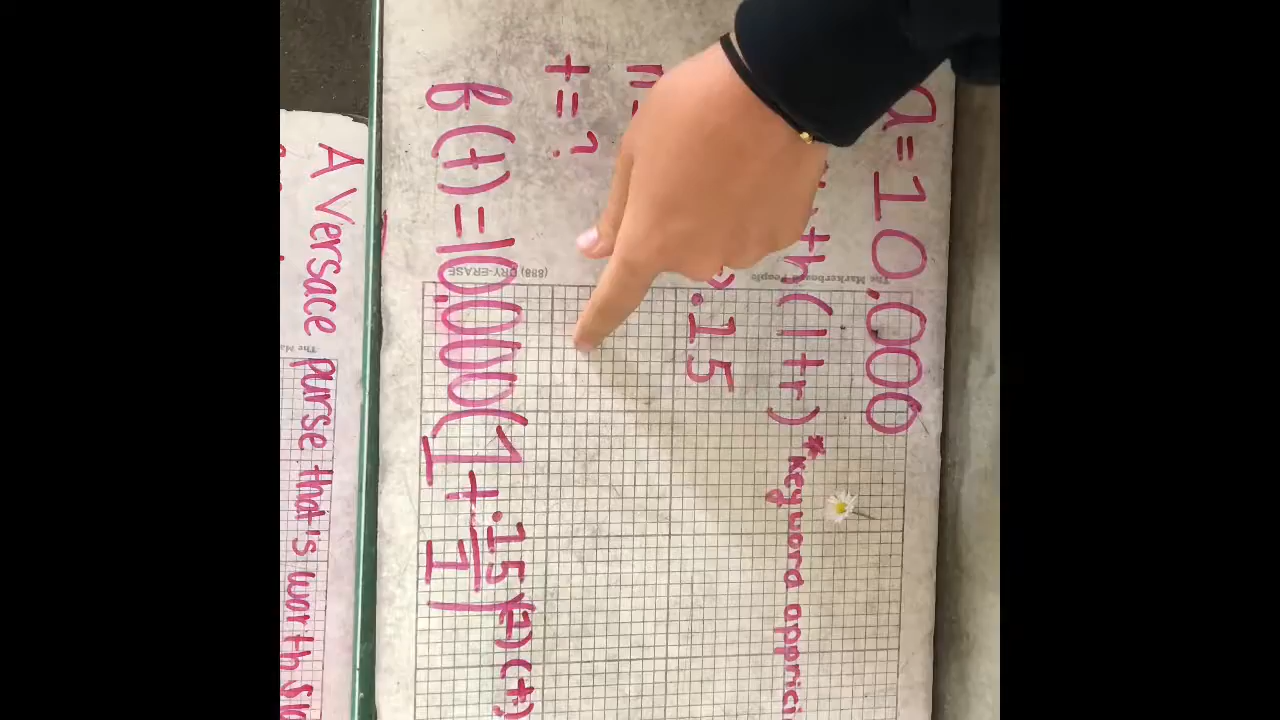 a=10,000
th (1+r) *keyword
.15
n=
t=?
f(t)=10,000(1+.15/1)(1)(t)
The Markerboard People
(888) DRY-ERASE
A Versace purse that's worth $10